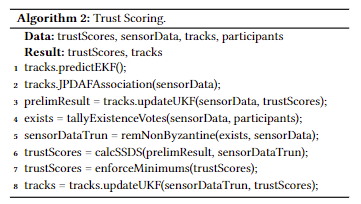 Algorithm 2: Trust Scoring.
Data: trustScores, sensorData, tracks, participants
Result: trustScores, tracks
1 tracks.predictEKF();
2 tracks.JPDAFAssociation(sensorData);
3 prelimResult = tracks.updateUKF(sensorData, trustScores);
4 exists = tallyExistenceVotes(sensorData, participants);
5 sensorDataTrun = remNonByzantine(exists, sensorData);
6 trustScores = calcSSDS(prelimResult, sensorDataTrun);
7 trustScores = enforceMinimums(trustScores);
8 tracks = tracks.updateUKF(sensorDataTrun, trustScores);